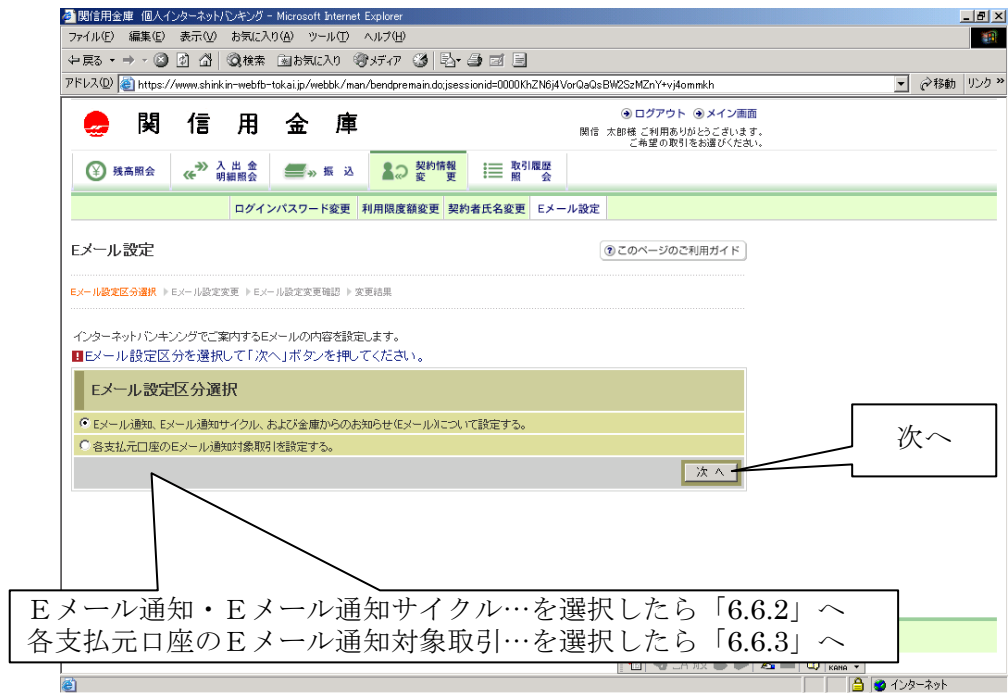 関信用金庫 個人インターネットバンキング - Microsoft Internet Explorer
ファイル(F) 編集(E) 表示(V) お気に入り(A) ツール(T) ヘルプ(H)
戻る 検索 お気に入り メディア
アドレス(D) https://www.shinkin-webfb-tokai.jp/webbk/man/bendpremain.do;jsessionid=0000KhZN6j4VorQaQsBW2SzMZnY+vj4ommkh 移動 リンク »
関 信 用 金 庫
ログアウト メイン画面
関信 太郎様 ご利用ありがとうございます。
ご希望の取引をお選びください。
残高照会 入出金明細照会 振込 契約情報変更 取引履歴照会
ログインパスワード変更 利用限度額変更 契約者氏名変更 Eメール設定
Eメール設定 このページのご利用ガイド
Eメール設定区分選択 Eメール設定変更 Eメール設定変更確認 変更結果
インターネットバンキングでご案内するEメールの内容を設定します。
Eメール設定区分を選択して「次へ」ボタンを押してください。
Eメール設定区分選択
Eメール通知、Eメール通知サイクル、および金庫からのお知らせ(Eメール)について設定する。
各支払元口座のEメール通知対象取引を設定する。
次 へ
次へ
Eメール通知・Eメール通知サイクル…を選択したら「6.6.2」へ
各支払元口座のEメール通知対象取引…を選択したら「6.6.3」へ
KANA
インターネット